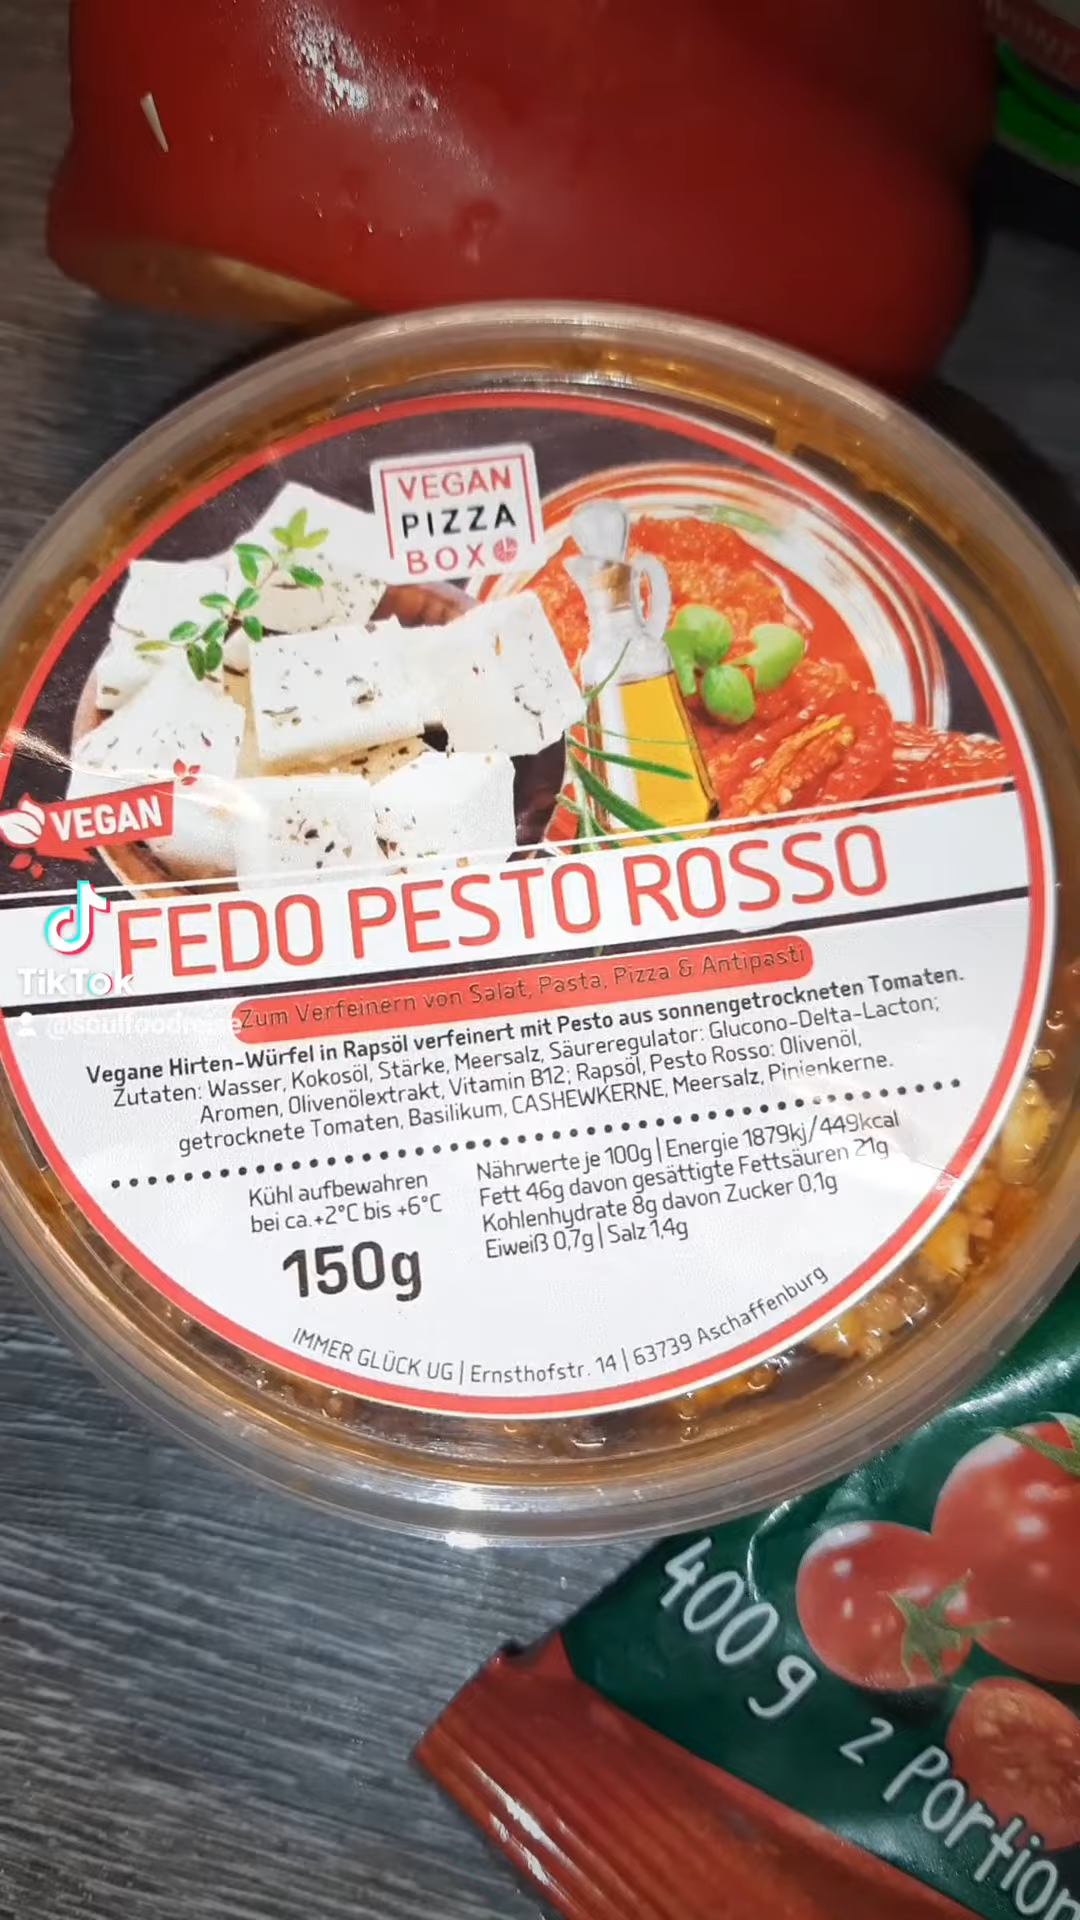 VEGAN
PIZZA
BOX
VEGAN
FEDO PESTO ROSSO
Zum Verfeinern von Salat, Pasta, Pizza & Antipasti
Vegane Hirten-Würfel in Rapsöl verfeinert mit Pesto aus sonnengetrockneten Tomaten.
Zutaten: Wasser, Kokosöl, Stärke, Meersalz, Säureregulator: Glucono-Delta-Lacton;
Aromen, Olivenölextrakt, Vitamin B12; Rapsöl, Pesto Rosso: Olivenöl,
getrocknete Tomaten, Basilikum, CASHEWKERNE, Meersalz, Pinienkerne.
Kühl aufbewahren
bei ca.+2°C bis +6°C
150g
Nährwerte je 100g | Energie 1879kj/449kcal
Fett 46g davon gesättigte Fettsäuren 21g
Kohlenhydrate 8g davon Zucker 0,1g
Eiweiß 0,7g | Salz 1,4g
IMMER GLÜCK UG | Ernsthofstr. 14 | 63739 Aschaffenburg
TikTok
400 g 2 Portion